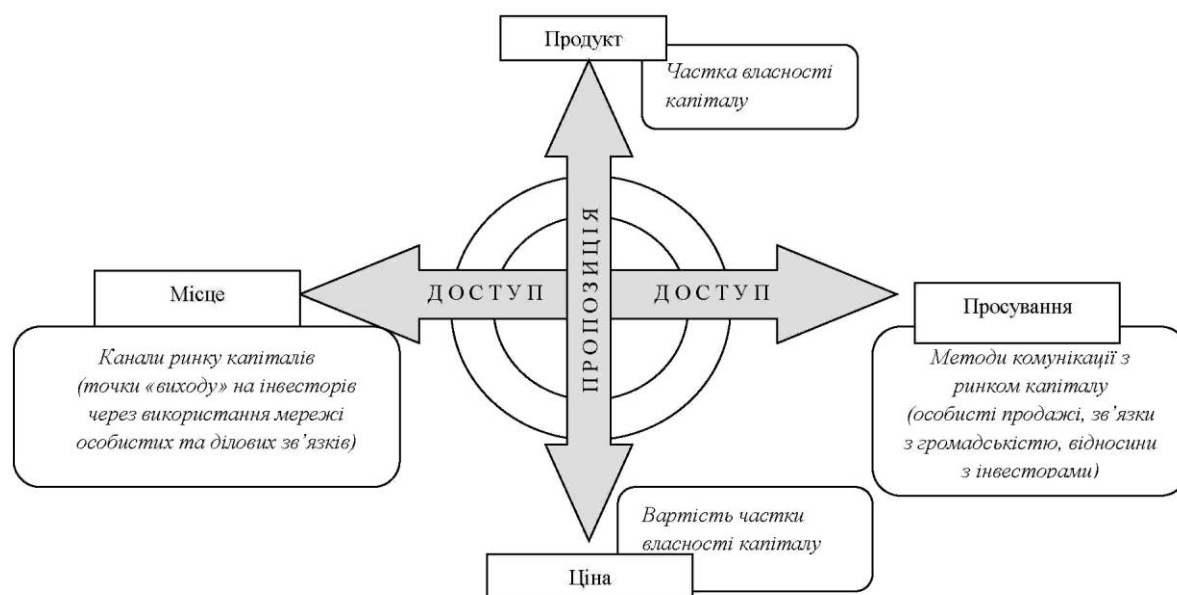 Продукт
Частка власності
капіталу
ПРОПОЗИЦІЯ
Місце
ДОСТУП
ДОСТУП
Просування
Канали ринку капіталів
(точки «виходу» на інвесторів
через використання мережі
особистих та ділових зв’язків)
Методи комунікації з
ринком капіталу
(особисті продажі, зв’язки
з громадськістю, відносини
з інвесторами)
Вартість частки
власності капіталу
Ціна